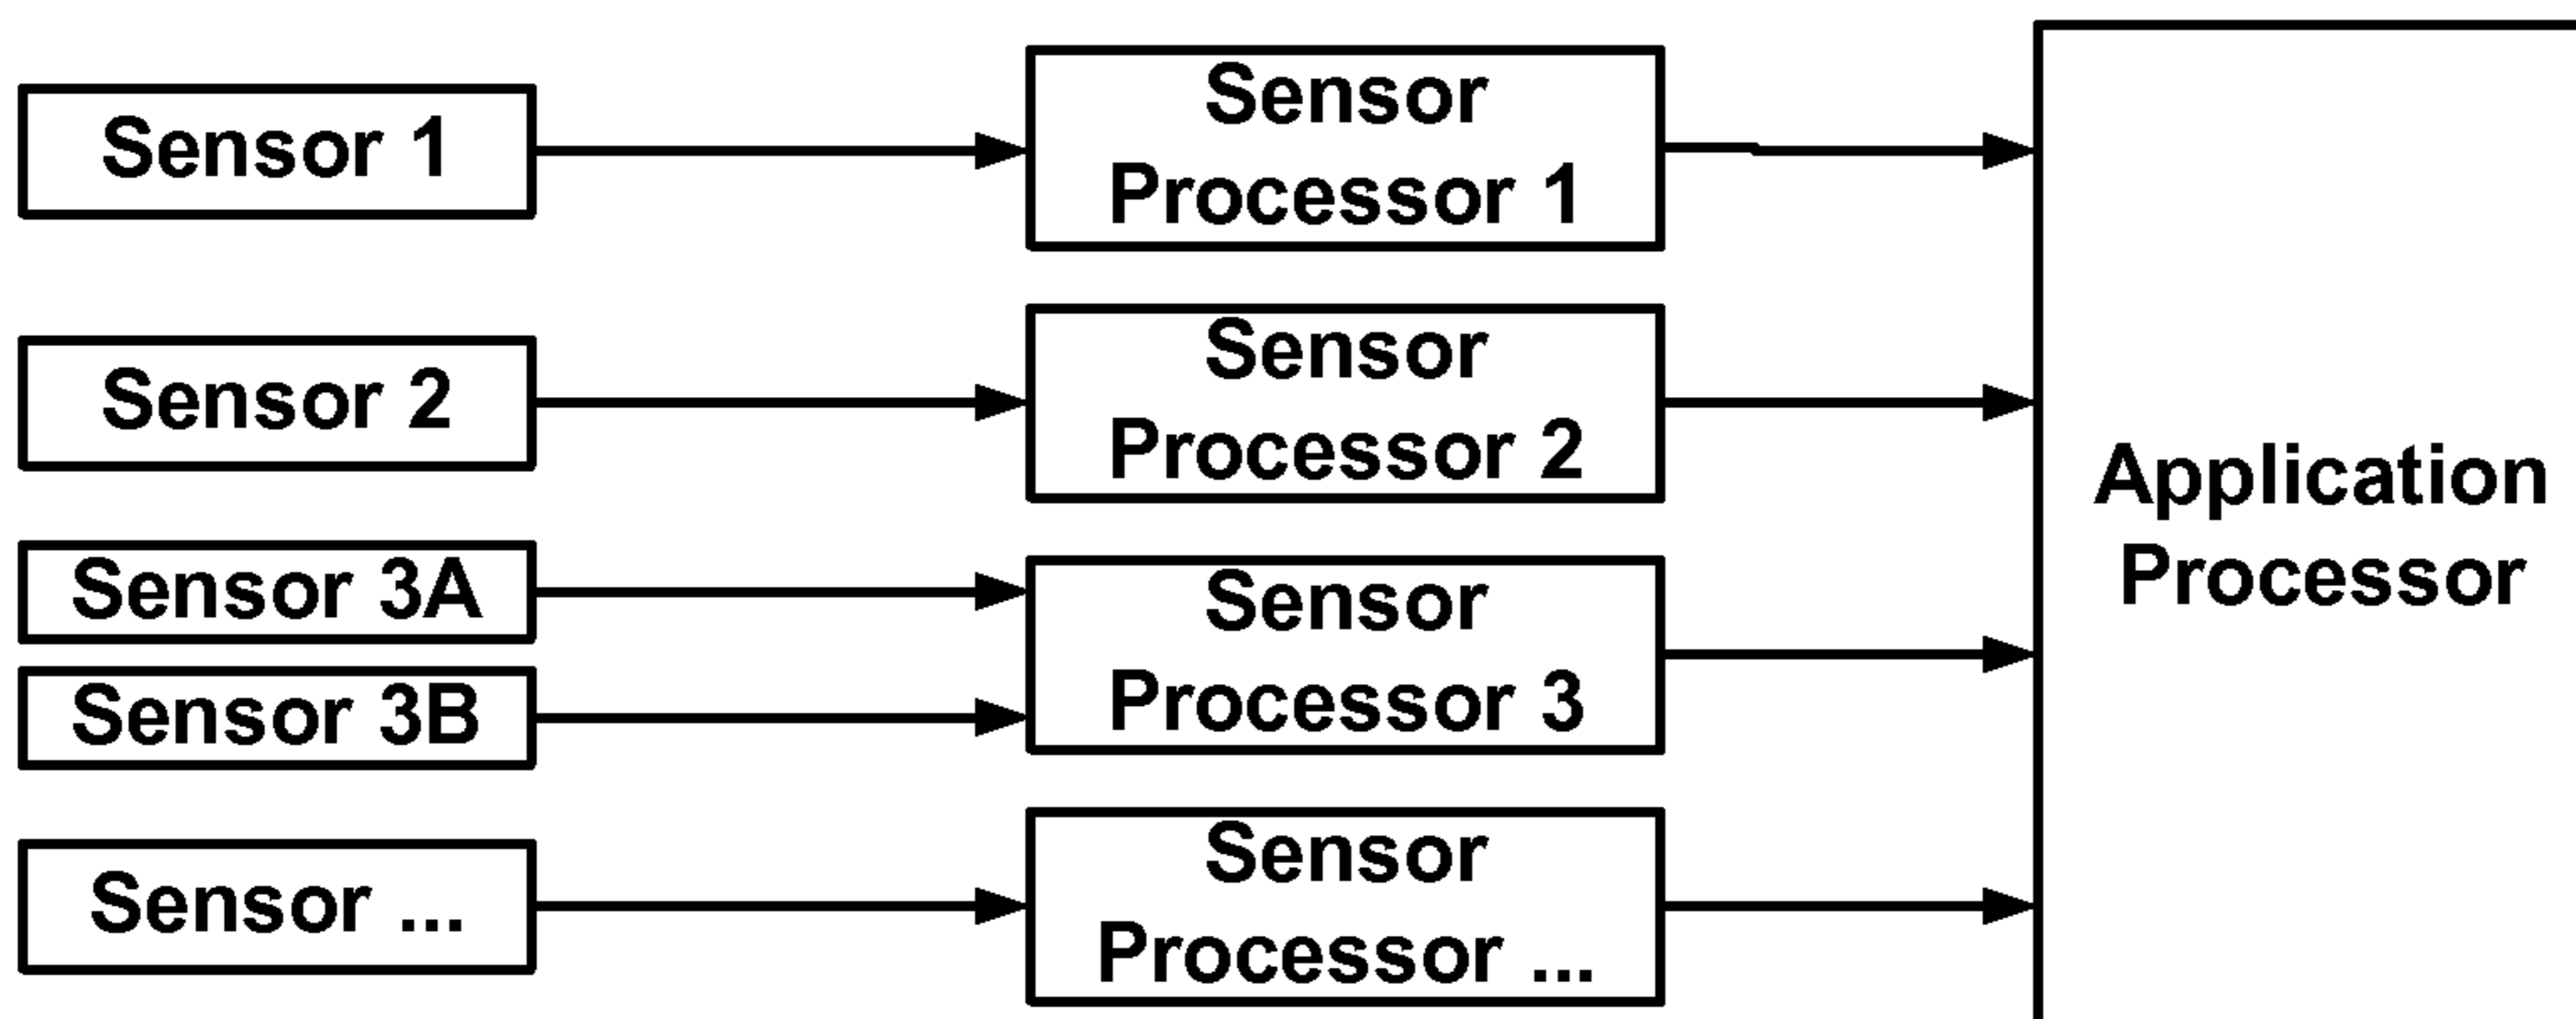 Sensor 1
Sensor
Processor 1
Sensor 2
Sensor
Processor 2
Sensor 3A
Sensor 3B
Sensor
Processor 3
Sensor ...
Sensor
Processor ...
Application
Processor